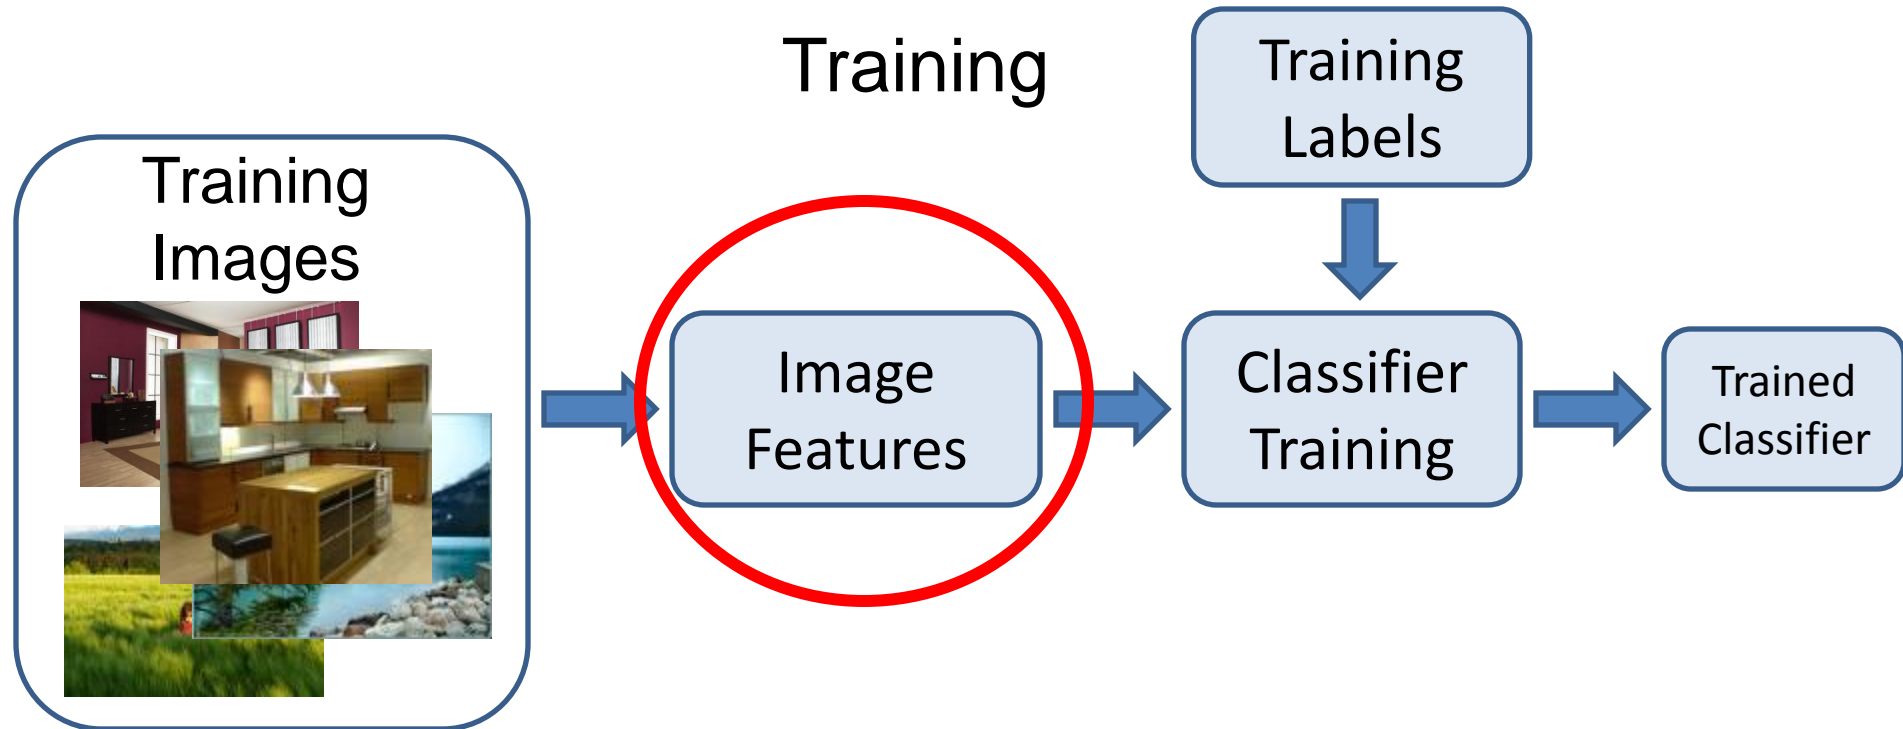 Training
Training
Labels
Training
Images
Image
Features
Classifier
Training
Trained
Classifier